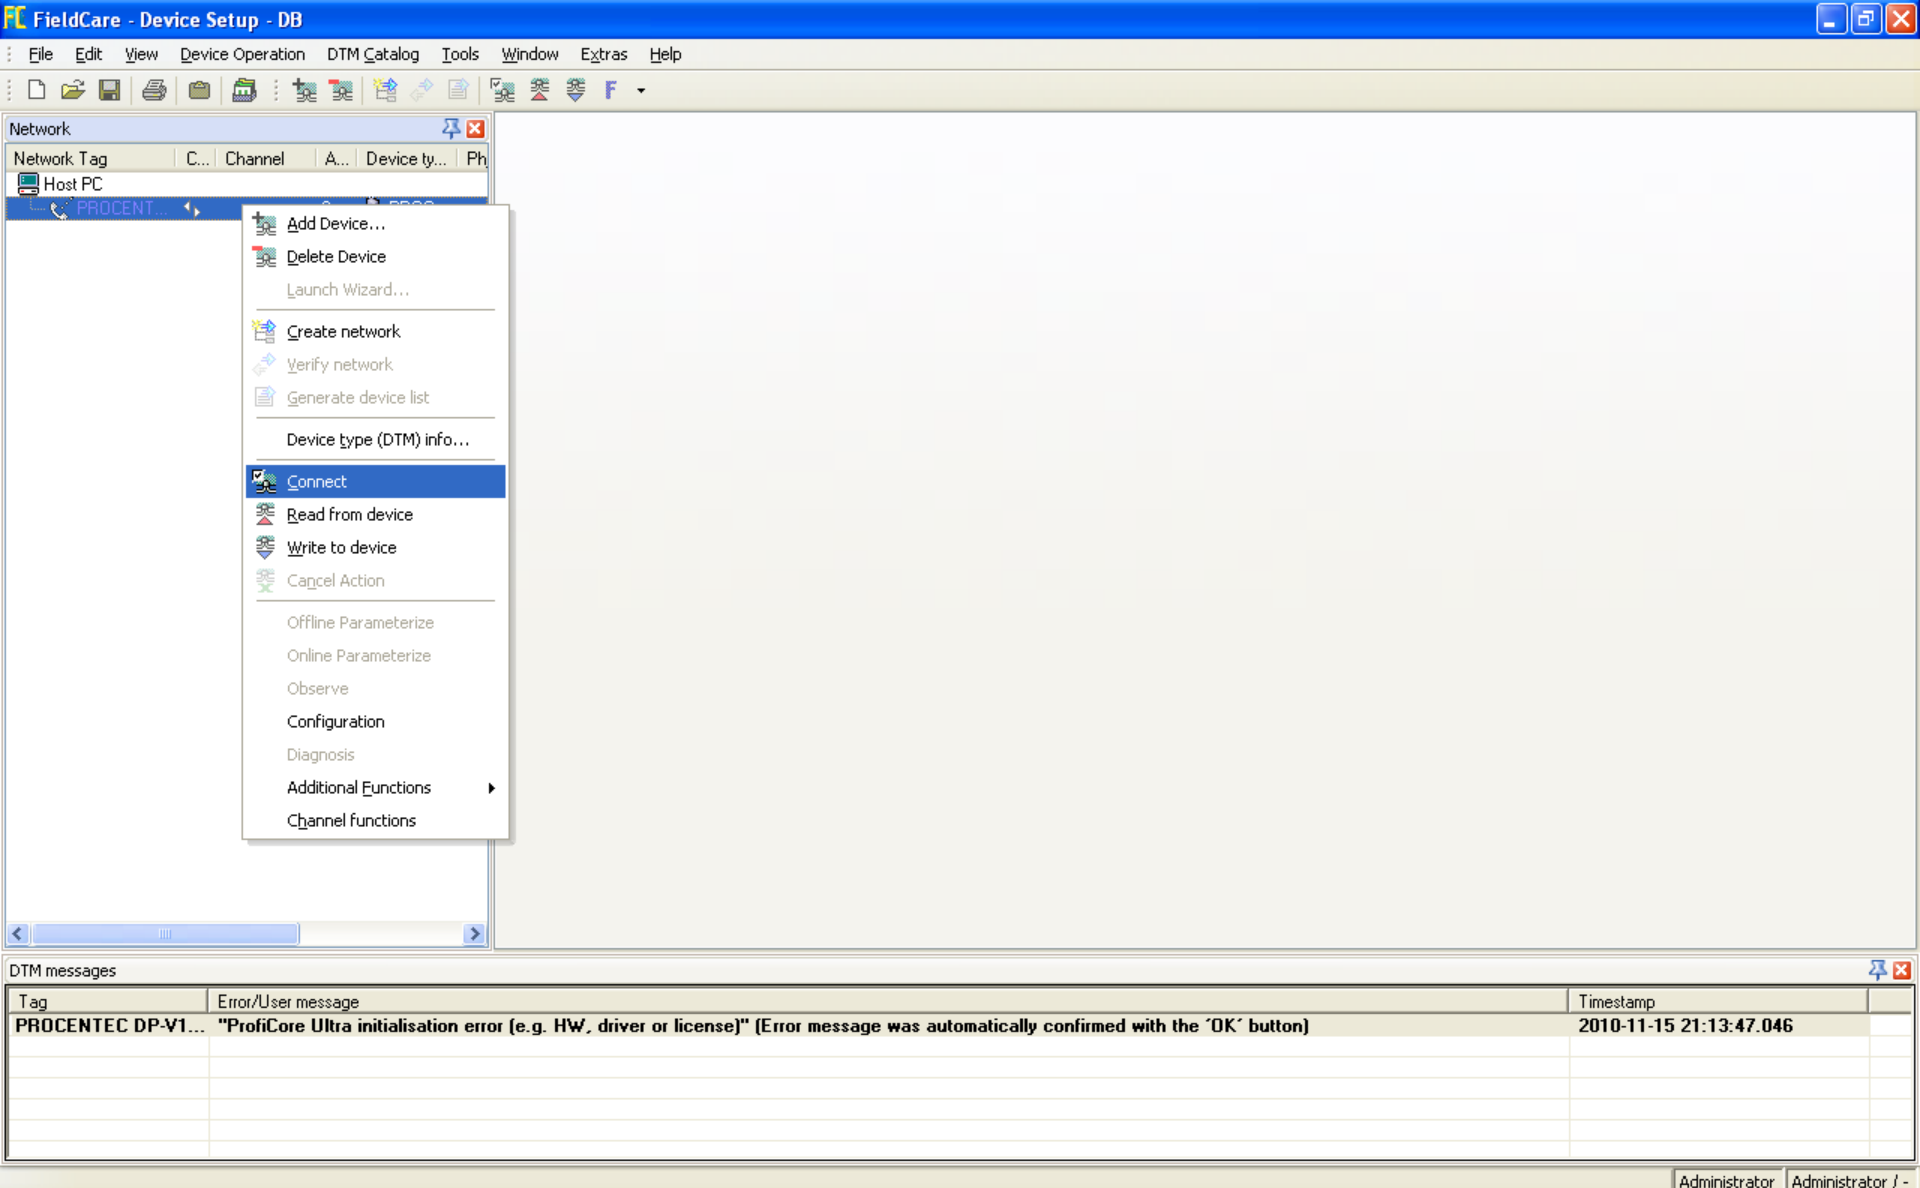 FC FieldCare - Device Setup - DB
File Edit View Device Operation DTM Catalog Tools Window Extras Help
F
Network
Network Tag C... Channel A... Device ty... Ph
Host PC
PROCENT...
Add Device...
Delete Device
Launch Wizard...
Create network
Verify network
Generate device list
Device type (DTM) info...
Connect
Read from device
Write to device
Cancel Action
Offline Parameterize
Online Parameterize
Observe
Configuration
Diagnosis
Additional Functions
Channel functions
DTM messages
Tag Error/User message Timestamp
PROCENTEC DP-V1... "ProfiCore Ultra initialisation error (e.g. HW, driver or license)" (Error message was automatically confirmed with the ´OK´ button) 2010-11-15 21:13:47.046
Administrator Administrator / -